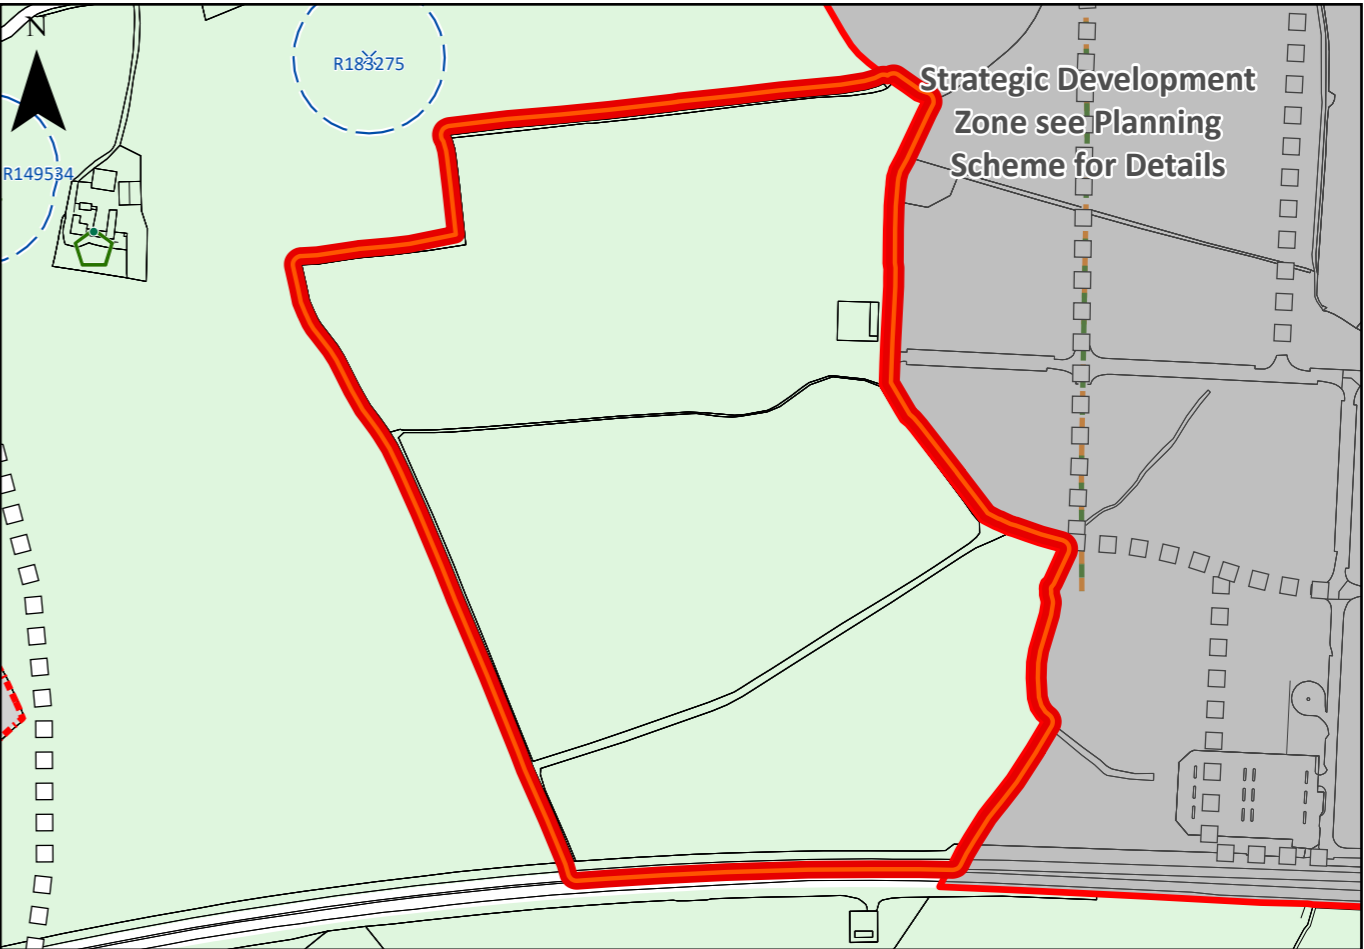 N
R183275
Strategic Development
Zone see Planning
Scheme for Details
R149534